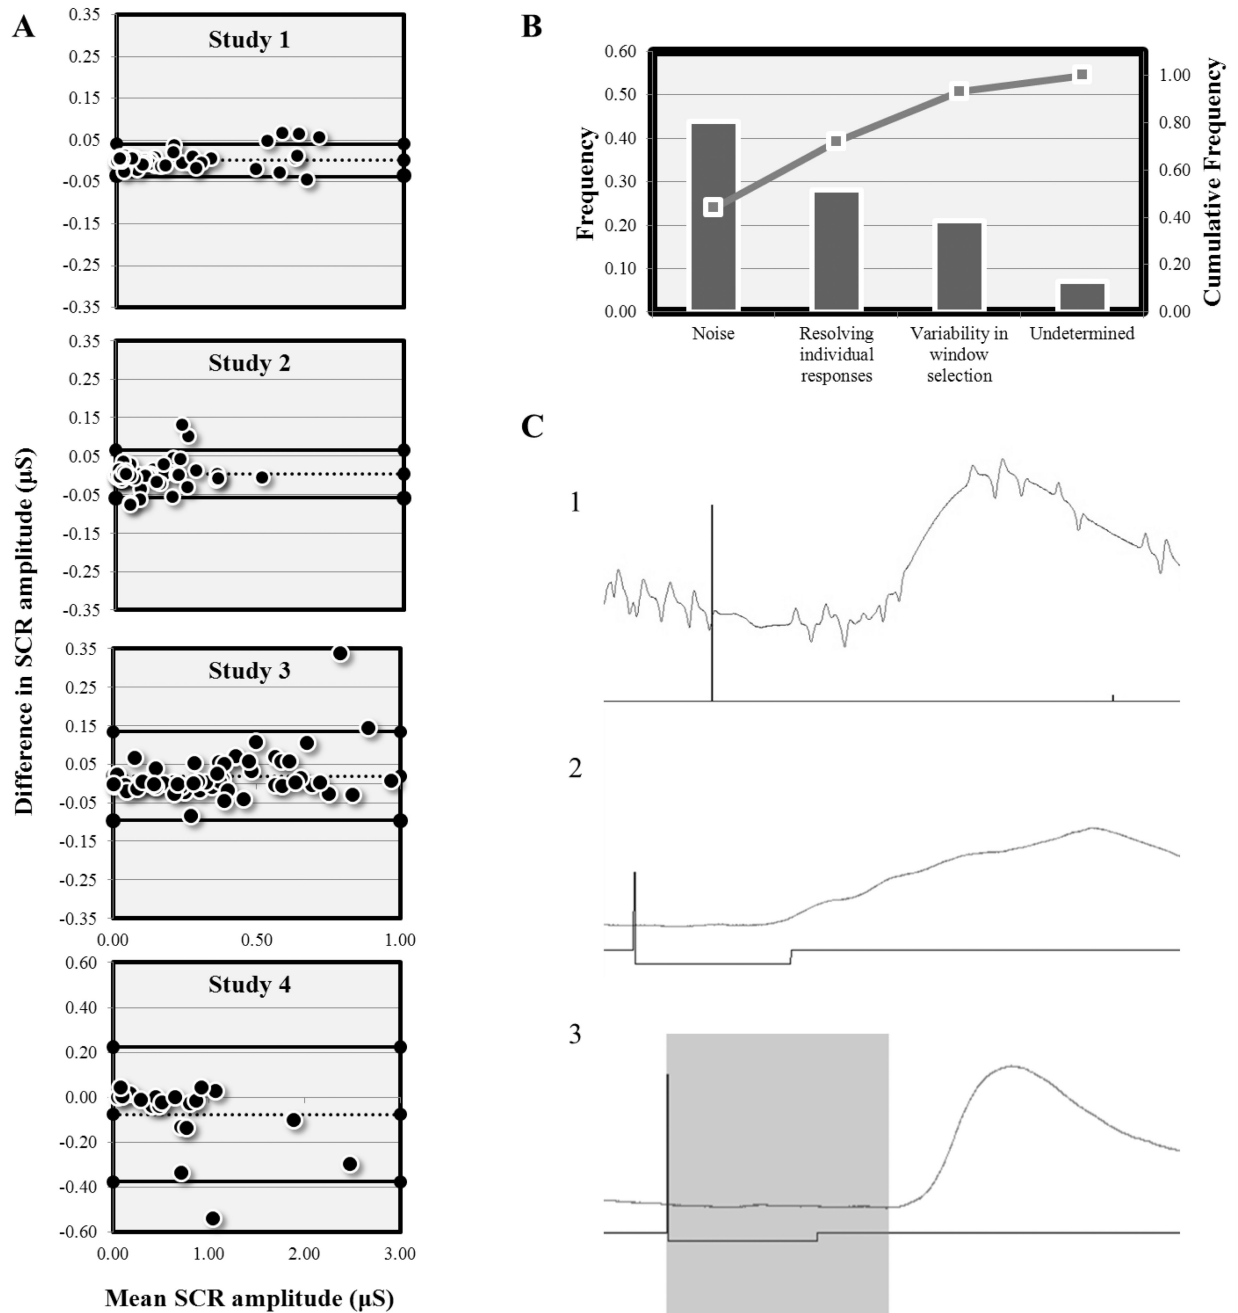 A
Study 1
0.35
0.25
0.15
0.05
-0.05
-0.15
-0.25
-0.35
Study 2
0.35
0.25
0.15
0.05
-0.05
-0.15
-0.25
-0.35
Study 3
0.35
0.25
0.15
0.05
-0.05
-0.15
-0.25
-0.35
0.00 0.50 1.00
Study 4
0.60
0.40
0.20
0.00
-0.20
-0.40
-0.60
0.00 1.00 2.00 3.00
Difference in SCR amplitude (μS)
Mean SCR amplitude (μS)
B
0.60
0.50
0.40
0.30
0.20
0.10
0.00
Frequency
1.00
0.80
0.60
0.40
0.20
0.00
Cumulative Frequency
Noise
Resolving
individual
responses
Variability in
window
selection
Undetermined
C
1
2
3